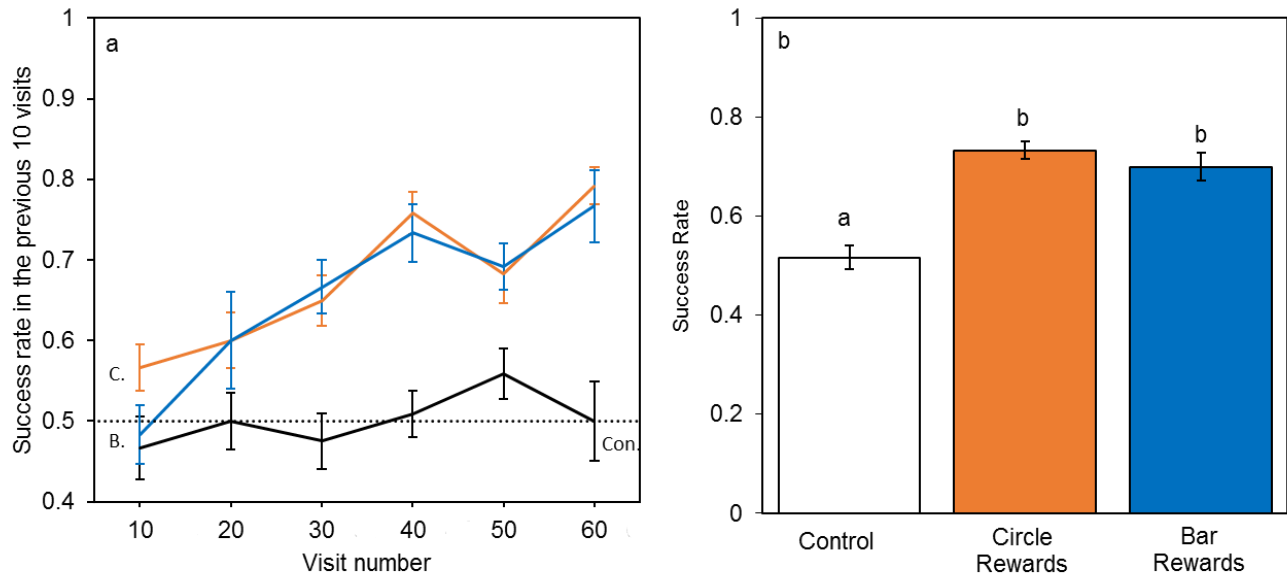 a
Success rate in the previous 10 visits
1
0.9
0.8
0.7
0.6
0.5
0.4
C.
B.
Con.
10 20 30 40 50 60
Visit number
b
Success Rate
1
0.8
0.6
0.4
0.2
0
a
b
b
Control
Circle
Rewards
Bar
Rewards